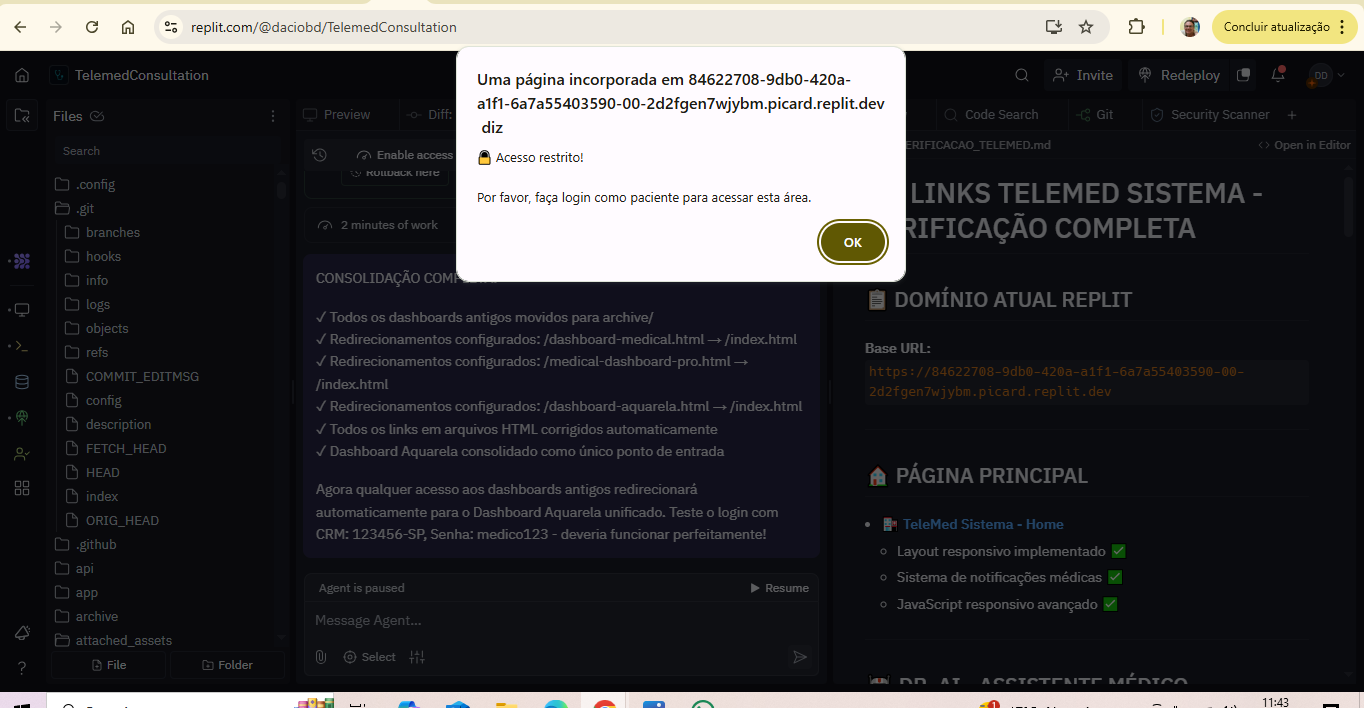 replit.com/@daciobd/TelemedConsultation
Concluir atualização
Uma página incorporada em 84622708-9db0-420a-
a1f1-6a7a55403590-00-2d2fgen7wjybm.picard.replit.dev
diz
🔒 Acesso restrito!
Por favor, faça login como paciente para acessar esta área.
OK
TelemedConsultation
Invite
Redeploy
DD
Files
Preview
Diff:
Code Search
Git
Security Scanner
Search
.config
.git
branches
hooks
info
logs
objects
refs
COMMIT_EDITMSG
config
description
FETCH_HEAD
HEAD
index
ORIG_HEAD
.github
api
app
archive
attached_assets
File
Folder
Enable access
Rollback here
2 minutes of work
CONSOLIDAÇÃO
✓ Todos os dashboards antigos movidos para archive/
✓ Redirecionamentos configurados: /dashboard-medical.html → /index.html
✓ Redirecionamentos configurados: /medical-dashboard-pro.html →
/index.html
✓ Redirecionamentos configurados: /dashboard-aquarela.html → /index.html
✓ Todos os links em arquivos HTML corrigidos automaticamente
✓ Dashboard Aquarela consolidado como único ponto de entrada
Agora qualquer acesso aos dashboards antigos redirecionará
automaticamente para o Dashboard Aquarela unificado. Teste o login com
CRM: 123456-SP, Senha: medico123 - deveria funcionar perfeitamente!
Agent is paused
Resume
Message Agent...
Select
ERIFICACAO_TELEMED.md
Open in Editor
LINKS TELEMED SISTEMA -
RIFICAÇÃO COMPLETA
📋 DOMÍNIO ATUAL REPLIT
Base URL:
https://84622708-9db0-420a-a1f1-6a7a55403590-00-
2d2fgen7wjybm.picard.replit.dev
🏠 PÁGINA PRINCIPAL
• 🏥 TeleMed Sistema - Home
Layout responsivo implementado ✅
Sistema de notificações médicas ✅
JavaScript responsivo avançado ✅
DR. AI - ASSISTENTE MÉDICO
11:43